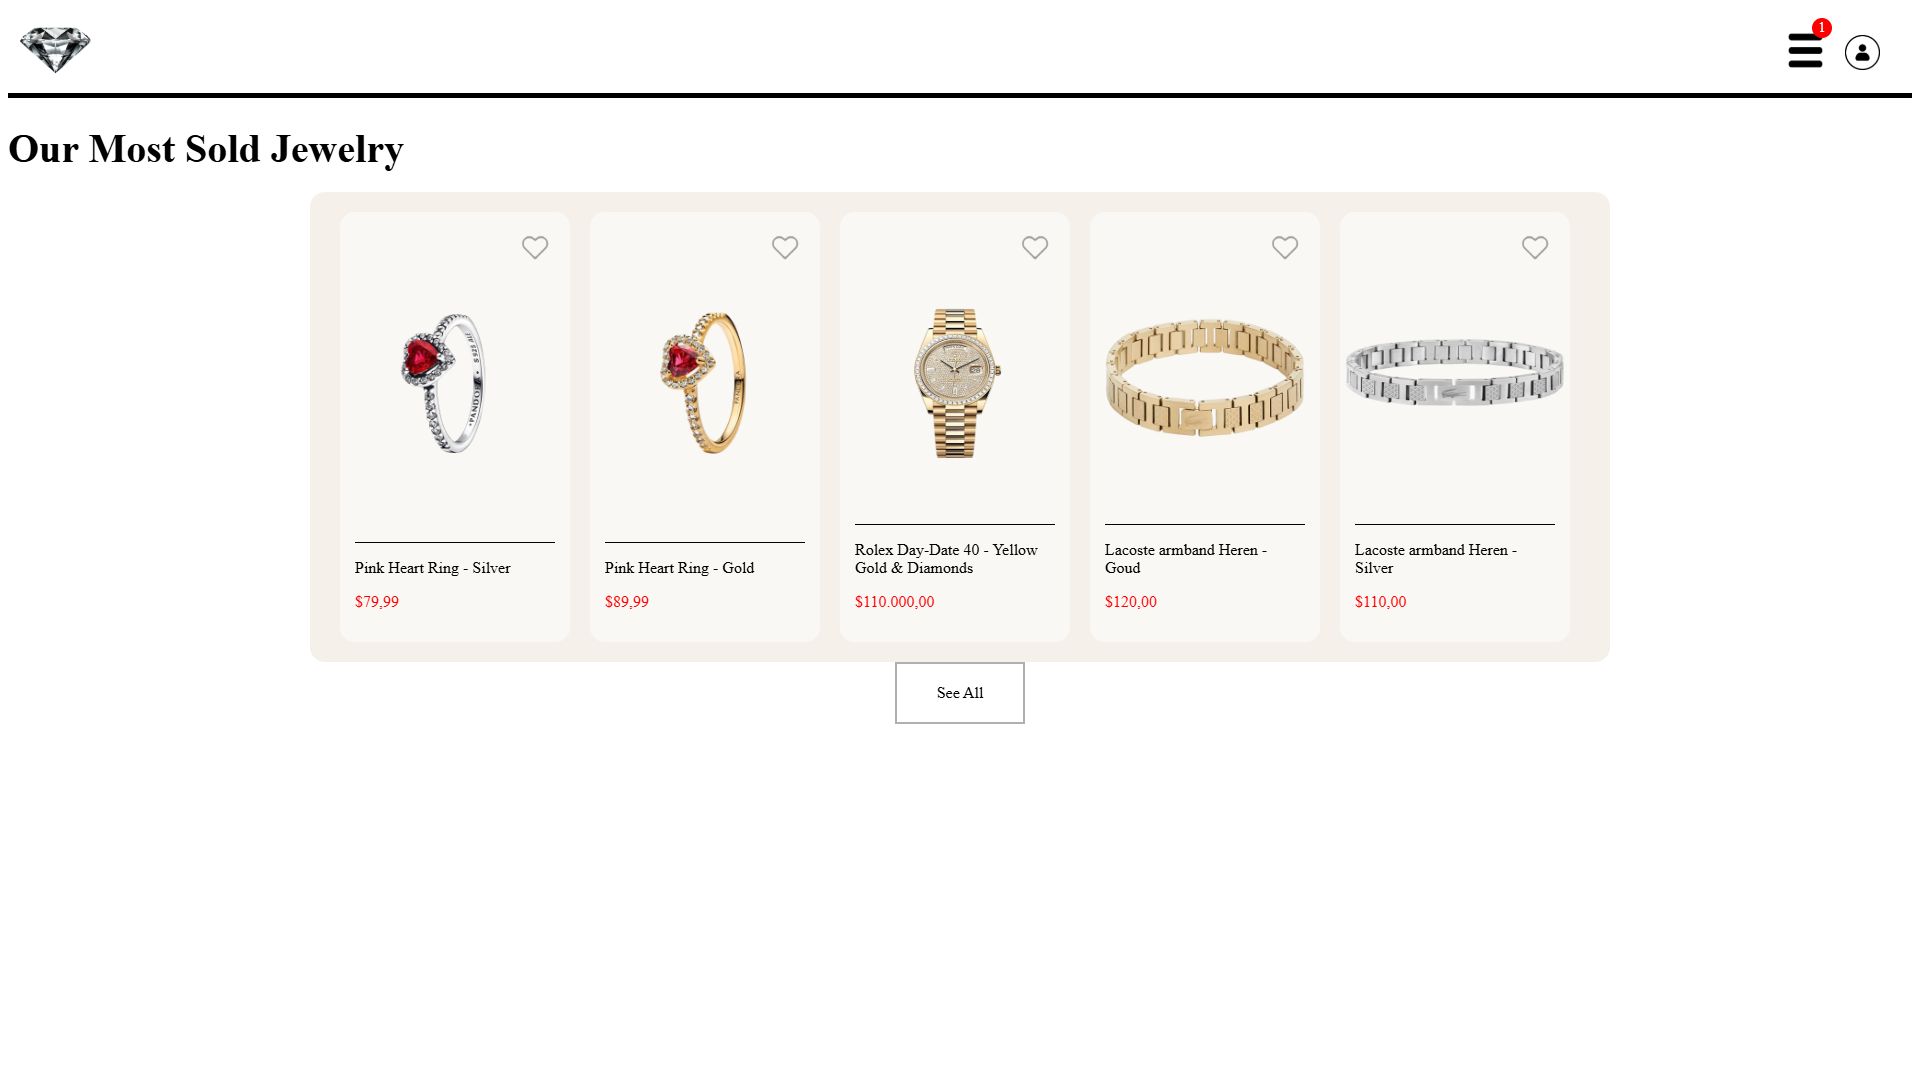 1
Our Most Sold Jewelry
Pink Heart Ring - Silver
$79,99
Pink Heart Ring - Gold
$89,99
Rolex Day-Date 40 - Yellow
Gold & Diamonds
$110.000,00
Lacoste armband Heren -
Goud
$120,00
Lacoste armband Heren -
Silver
$110,00
See All